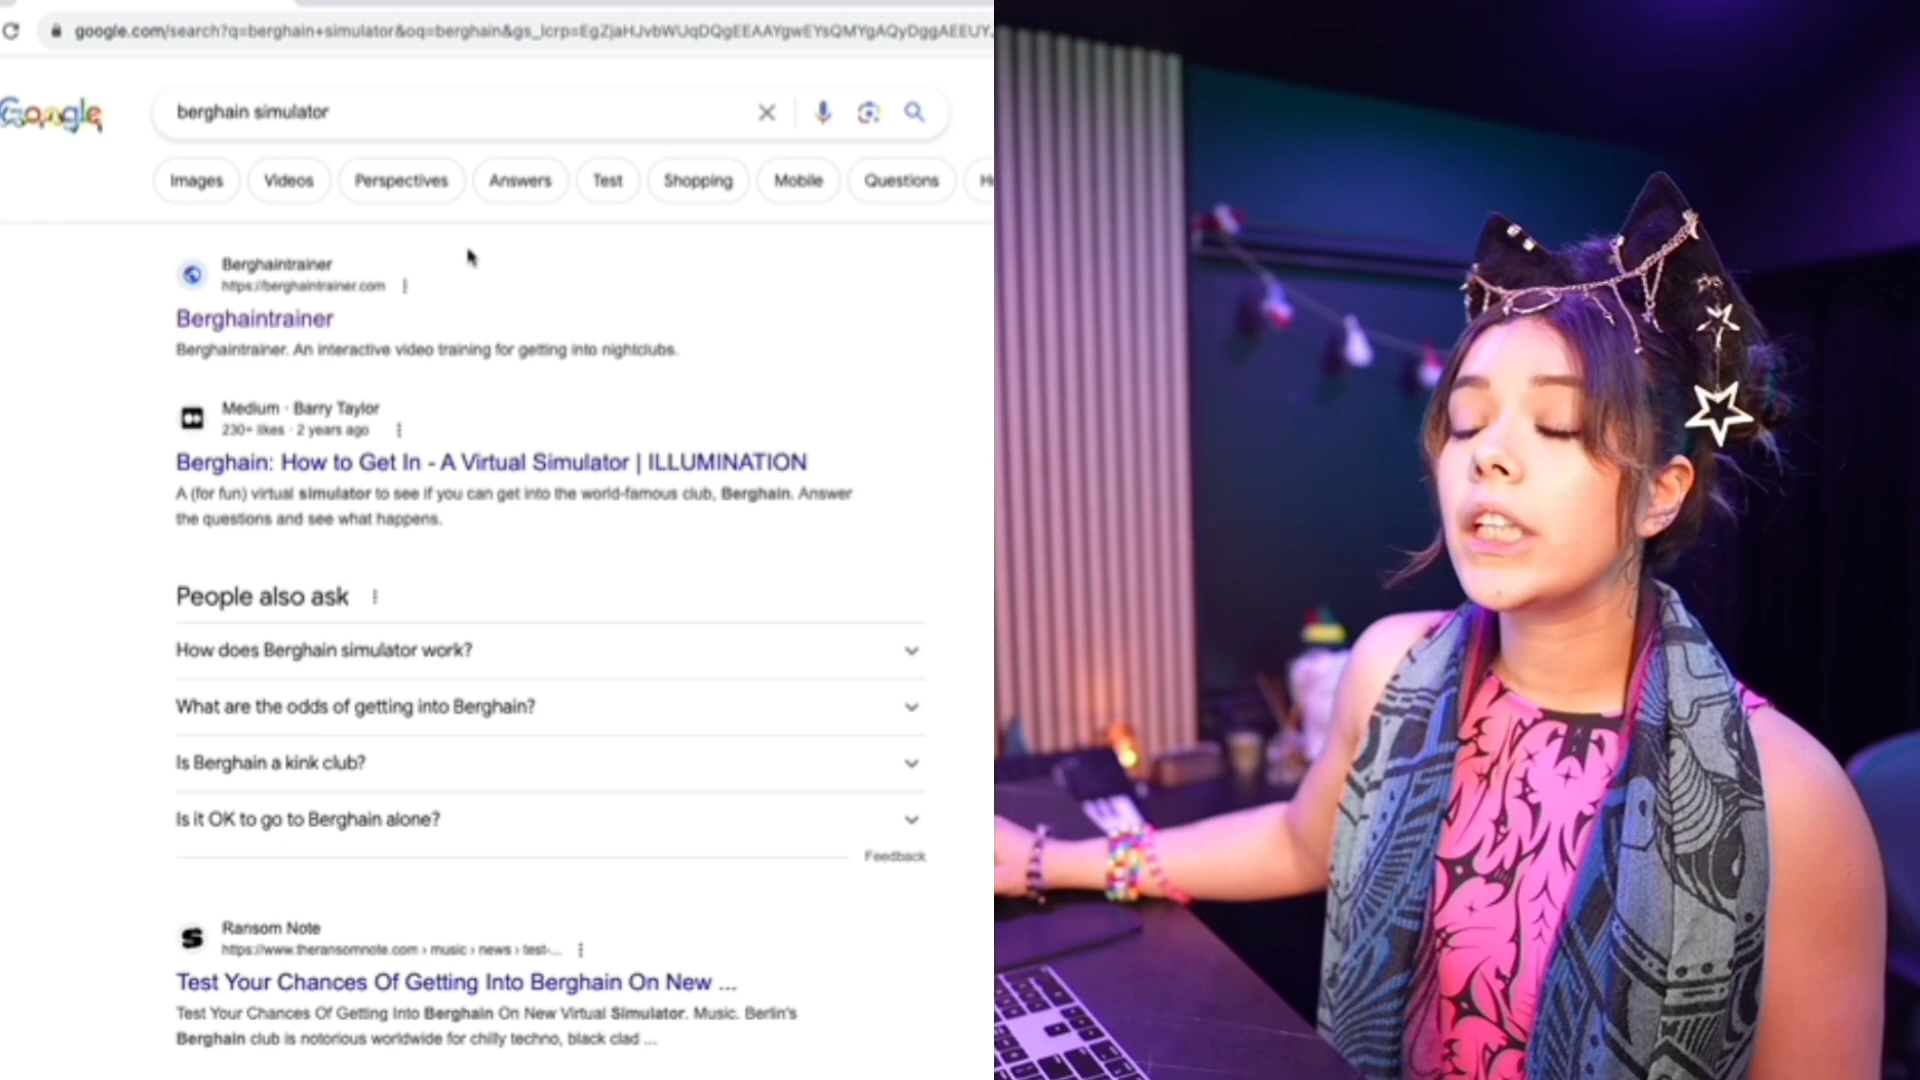 google.com/search?q=berghain+simulator&oq=berghain&gs_lcrp=EgZjaHJvbWUqDQgEEAAYgwEYsQMYgAQyDggAEEUY
Google
berghain simulator
Images
Videos
Perspectives
Answers
Test
Shopping
Mobile
Questions
Berghaintrainer
https://berghaintrainer.com
Berghaintrainer
Berghaintrainer. An interactive video training for getting into nightclubs.
Medium · Barry Taylor
230+ likes · 2 years ago
Berghain: How to Get In - A Virtual Simulator | ILLUMINATION
A (for fun) virtual simulator to see if you can get into the world-famous club, Berghain. Answer
the questions and see what happens.
People also ask
How does Berghain simulator work?
What are the odds of getting into Berghain?
Is Berghain a kink club?
Is it OK to go to Berghain alone?
Feedback
Ransom Note
https://www.theransomnote.com › music › news › test-...
Test Your Chances Of Getting Into Berghain On New ...
Test Your Chances Of Getting Into Berghain On New Virtual Simulator. Music. Berlin's
Berghain club is notorious worldwide for chilly techno, black clad ...